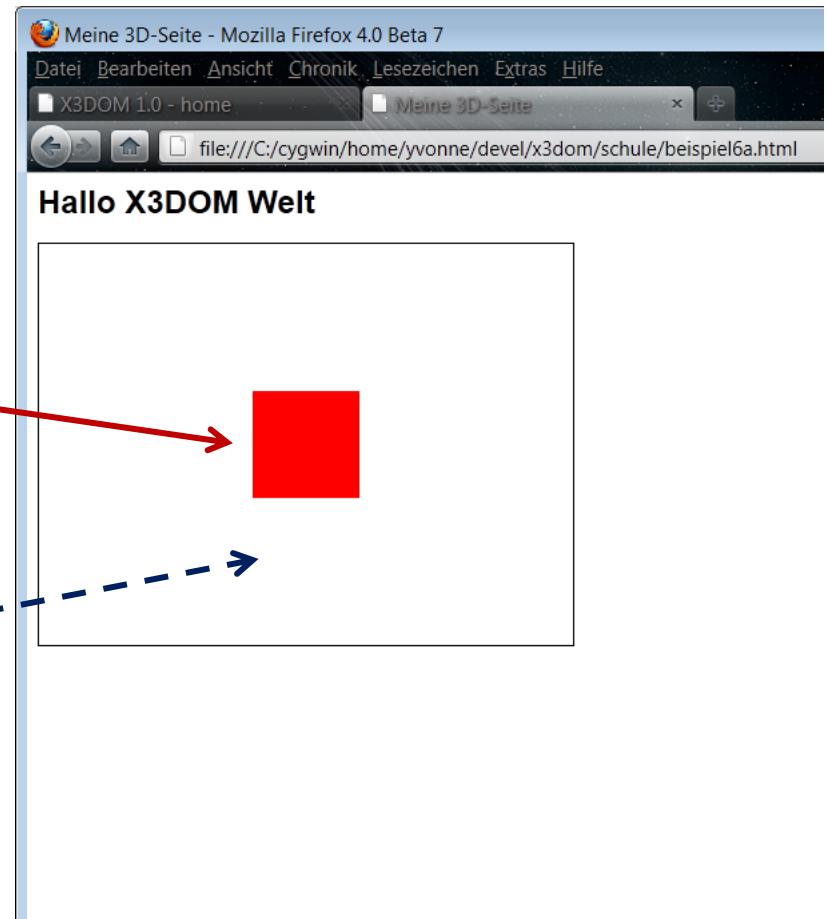 Meine 3D-Seite - Mozilla Firefox 4.0 Beta 7
Datei Bearbeiten Ansicht Chronik Lesezeichen Extras Hilfe
X3DOM 1.0 - home Meine 3D-Seite
file:///C:/cygwin/home/yvonne/devel/x3dom/schule/beispiel6a.html
Hallo X3DOM Welt